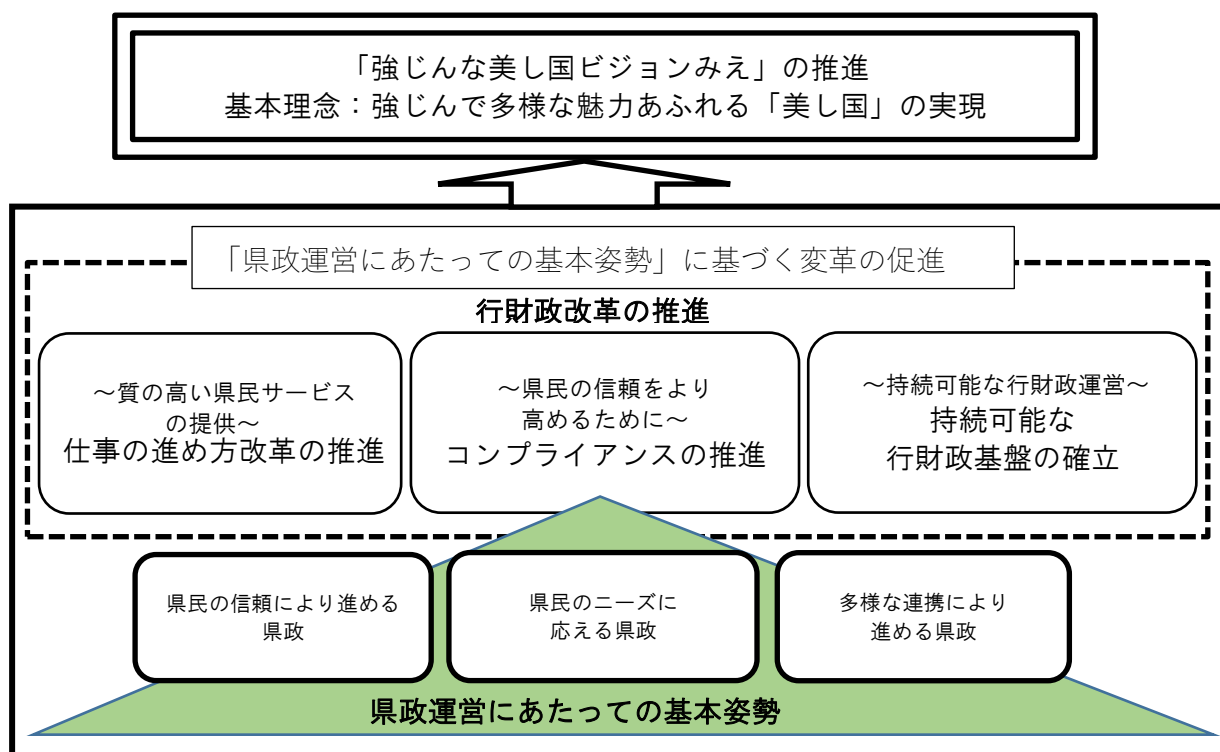 「強じんな美し国ビジョンみえ」の推進
基本理念：強じんで多様な魅力あふれる「美し国」の実現
「県政運営にあたっての基本姿勢」に基づく変革の促進
行財政改革の推進
～質の高い県民サービス
の提供～
仕事の進め方改革の推進
～県民の信頼をより
高めるために～
コンプライアンスの推進
～持続可能な行財政運営～
持続可能な
行財政基盤の確立
県民の信頼により進める
県政
県民のニーズに
応える県政
多様な連携により
進める県政
県政運営にあたっての基本姿勢